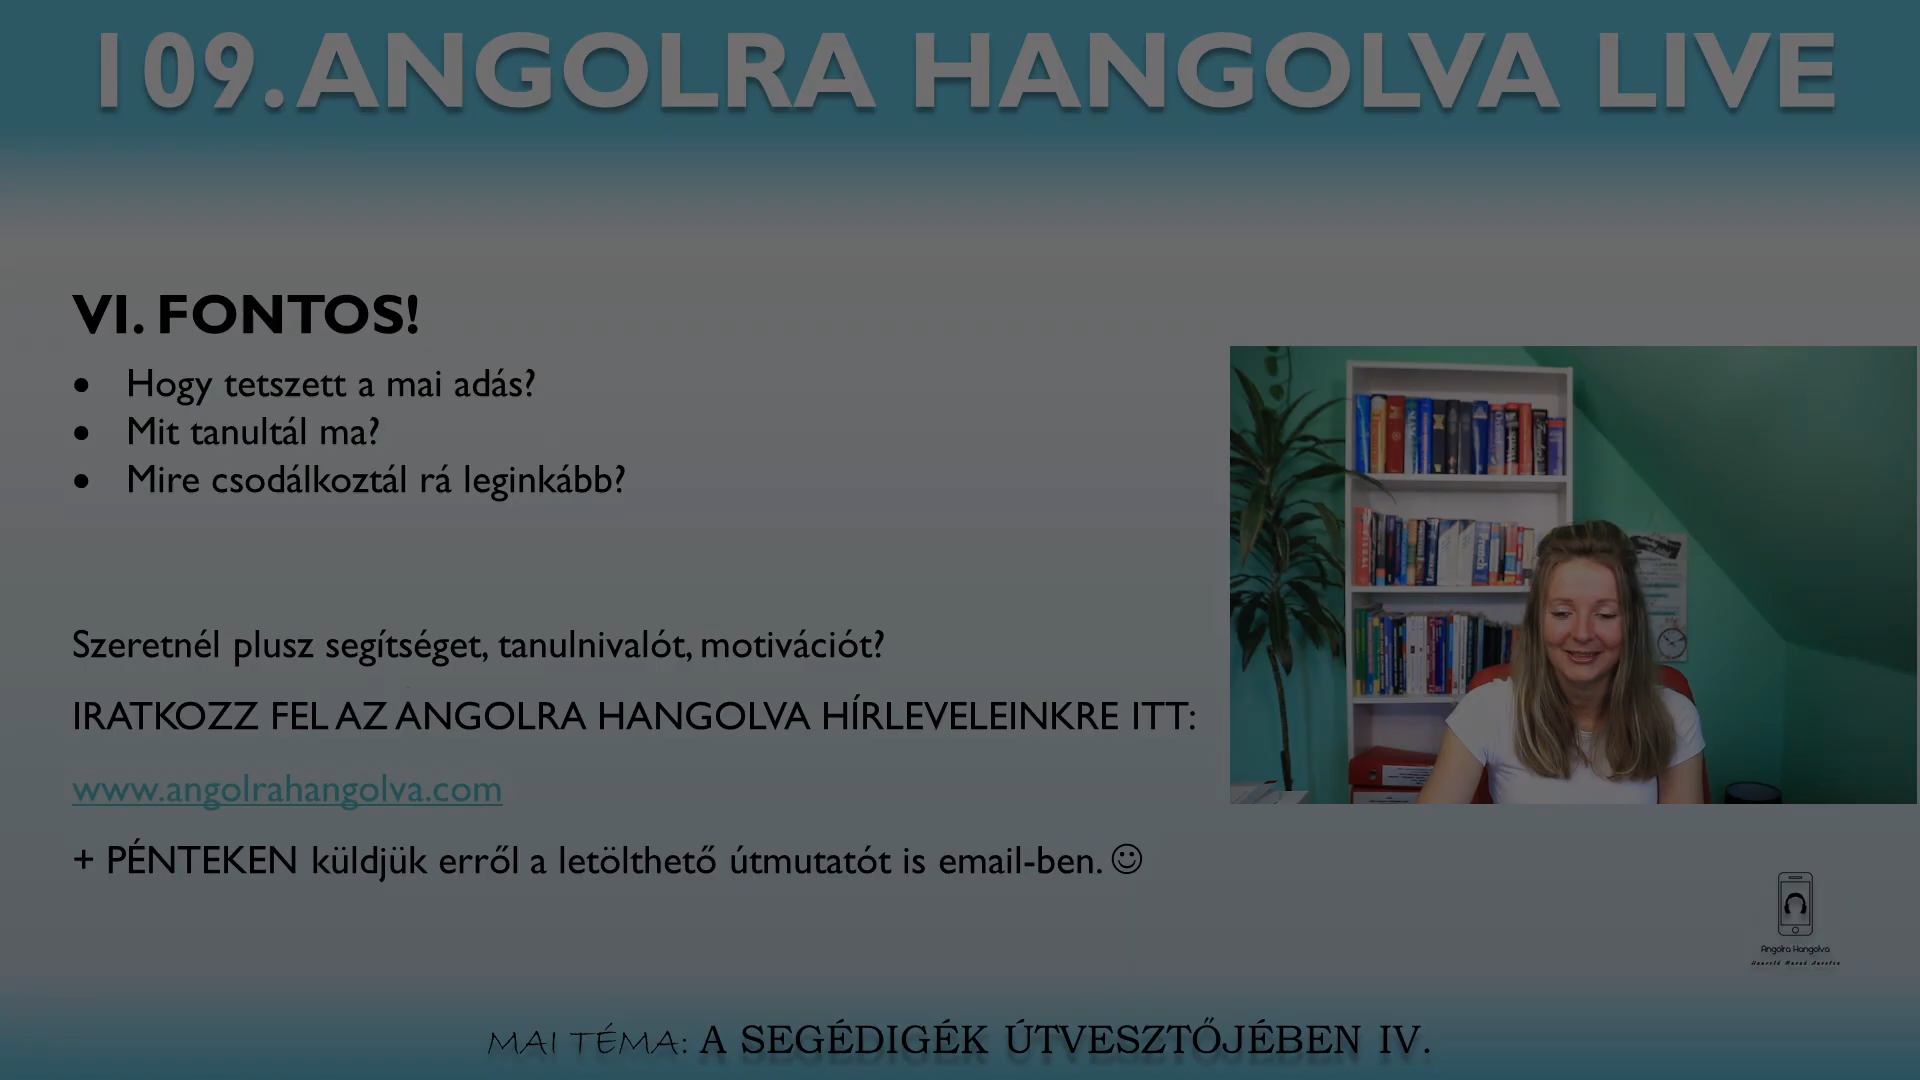 109. ANGOLRA HANGOLVA LIVE
VI. FONTOS!
• Hogy tetszett a mai adás?
• Mit tanultál ma?
• Mire csodálkoztál rá leginkább?
Szeretnél plusz segítséget, tanulnivalót, motivációt?
IRATKOZZ FEL AZ ANGOLRA HANGOLVA HÍRLEVELEINKRE ITT:
www.angolrahangolva.com
+ PÉNTEKEN küldjük erről a letölthető útmutatót is email-ben. ☺
Angolra Hangolva
MAI TÉMA: A SEGÉDIGÉK ÚTVESZTŐJÉBEN IV.